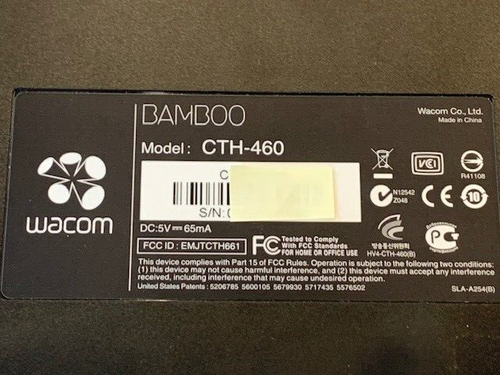 BAMBOO
Wacom Co., Ltd.
Made in China
Model: CTH-460
wacom
S/N:
DC:5V 65mA
FCC ID : EMJTCTH661
FC Tested to Comply
With FCC Standards
FOR HOME OR OFFICE USE
VCI
R41108
N12542
Z048
CE
10
방송통신위원회
HV4-CTH-460(B)
This device complies with Part 15 of FCC Rules. Operation is subject to the following two conditions:
(1) this device may not cause harmful interference, and (2) this device must accept any interference
received, including interference that may cause undesired operation.
United States Patents : 5206785 5600105 5679930 5717435 5576502
SLA-A254(B)